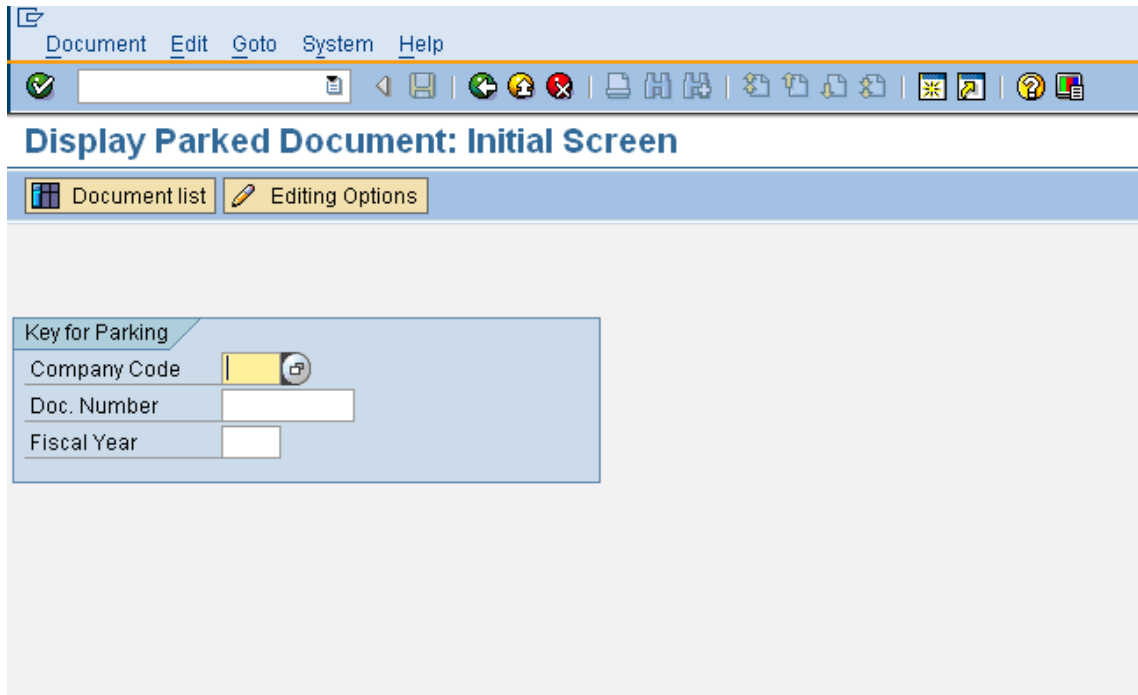 Document Edit Goto System Help
Display Parked Document: Initial Screen
Document list Editing Options
Key for Parking
Company Code
Doc. Number
Fiscal Year